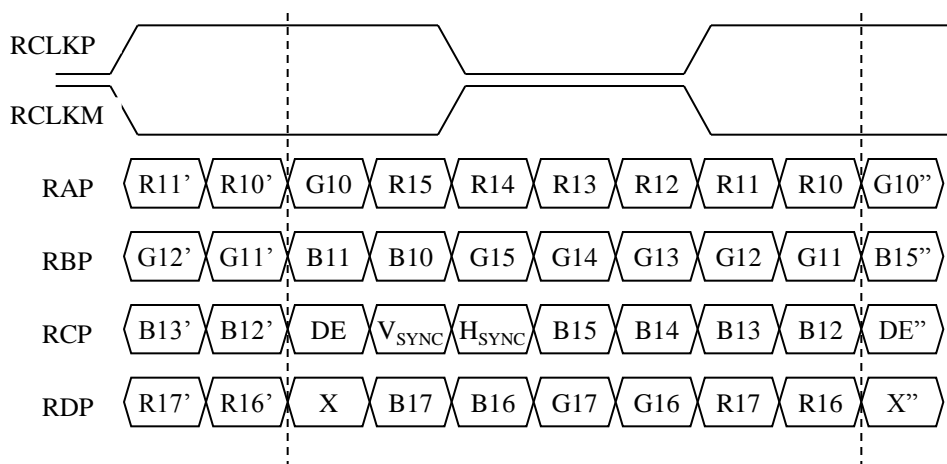 RCLKP
RCLKM
RAP R11’ R10’ G10 R15 R14 R13 R12 R11 R10 G10”
RBP G12’ G11’ B11 B10 G15 G14 G13 G12 G11 B15”
RCP B13’ B12’ DE VSYNC HSYNC B15 B14 B13 B12 DE”
RDP R17’ R16’ X B17 B16 G17 G16 R17 R16 X”